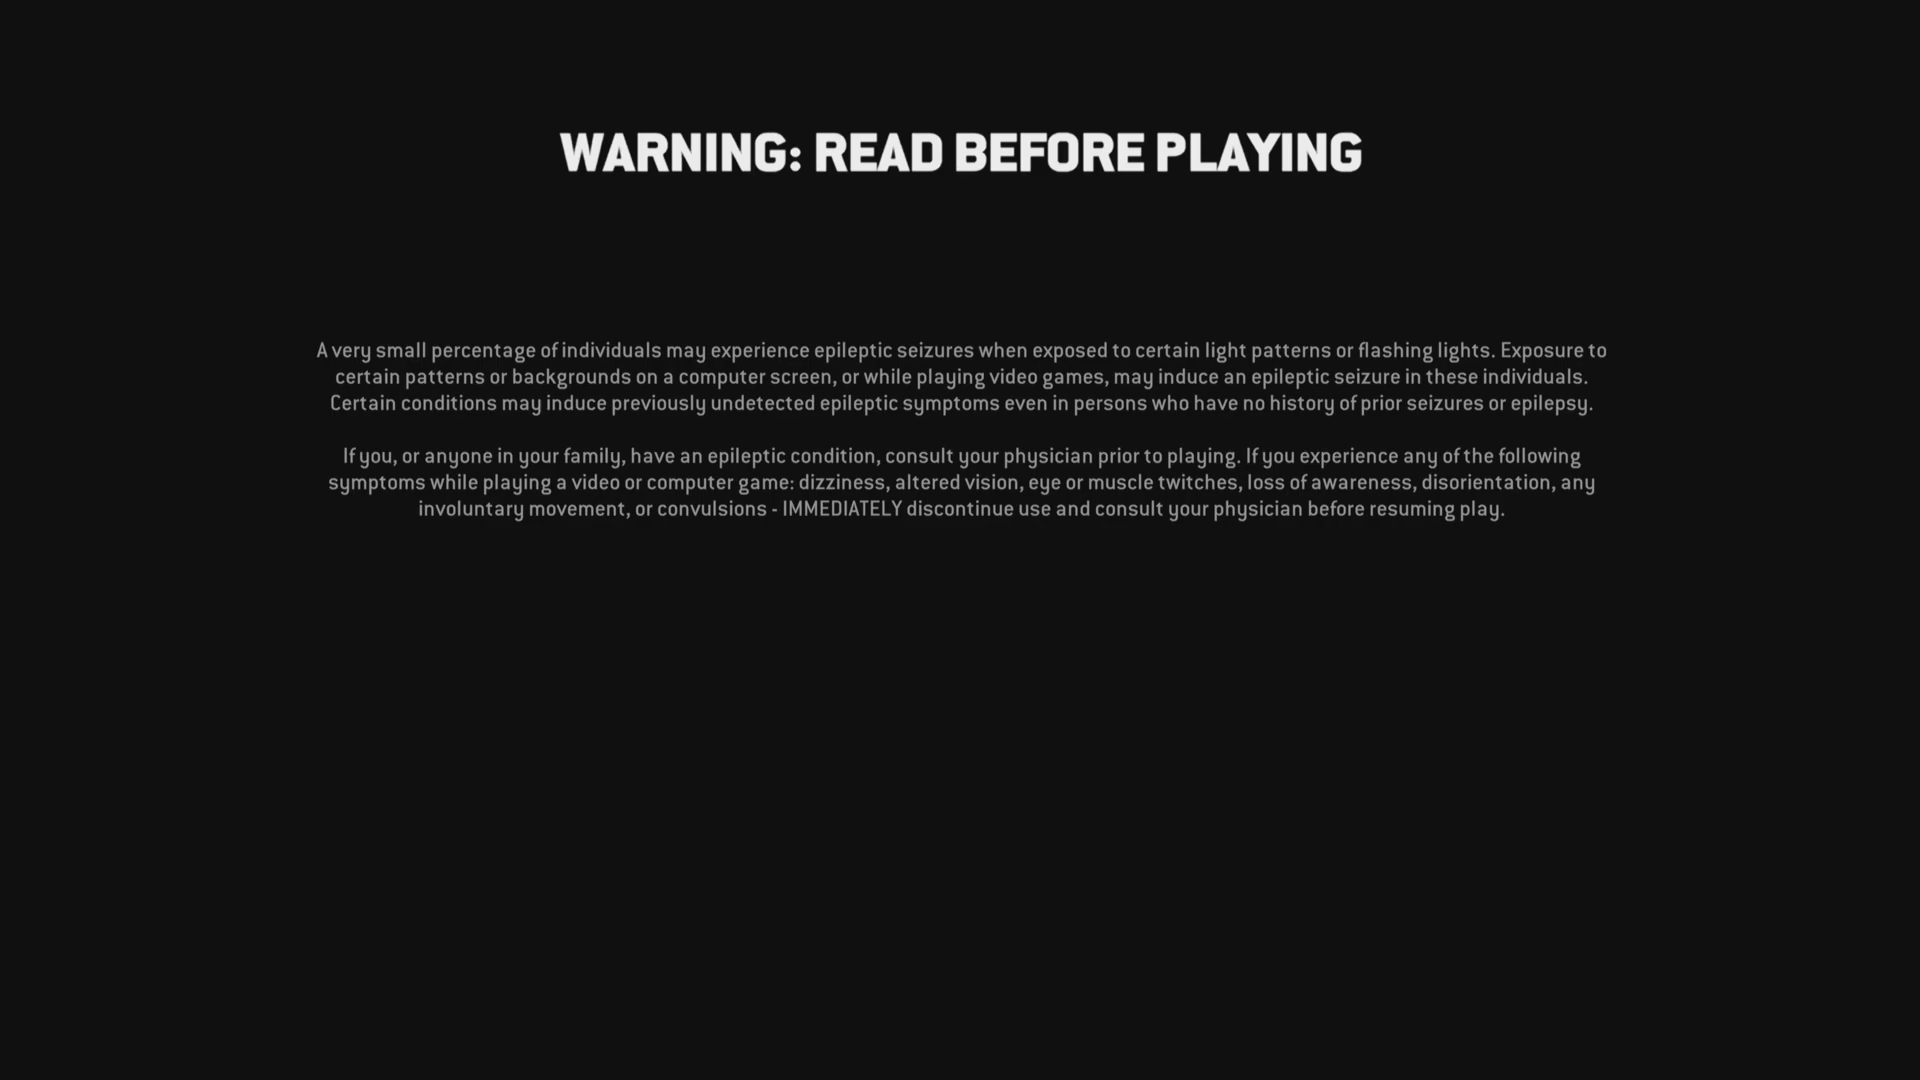 WARNING: READ BEFORE PLAYING
A very small percentage of individuals may experience epileptic seizures when exposed to certain light patterns or flashing lights. Exposure to
certain patterns or backgrounds on a computer screen, or while playing video games, may induce an epileptic seizure in these individuals.
Certain conditions may induce previously undetected epileptic symptoms even in persons who have no history of prior seizures or epilepsy.
If you, or anyone in your family, have an epileptic condition, consult your physician prior to playing. If you experience any of the following
symptoms while playing a video or computer game: dizziness, altered vision, eye or muscle twitches, loss of awareness, disorientation, any
involuntary movement, or convulsions - IMMEDIATELY discontinue use and consult your physician before resuming play.